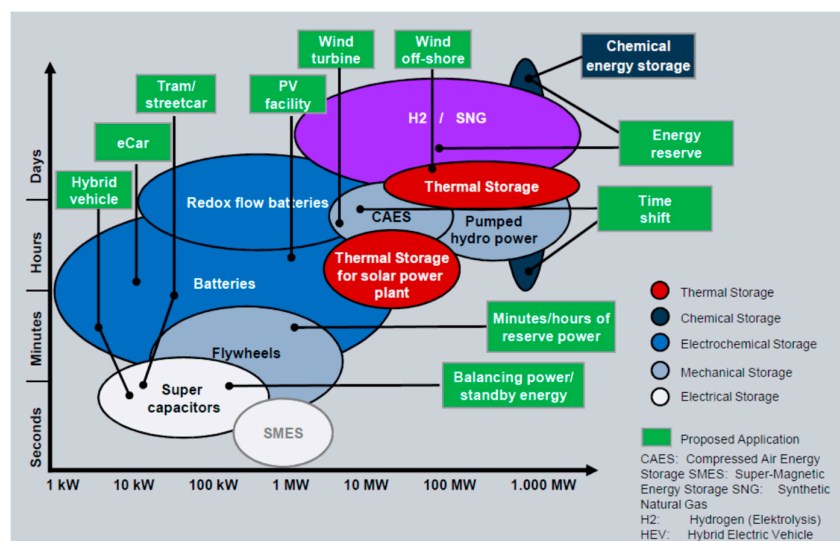 Wind
turbine
Wind
off-shore
Chemical
energy storage
Tram/
streetcar
PV
facility
H2 / SNG
eCar
Energy
reserve
Hybrid
vehicle
Thermal Storage
Redox flow batteries
CAES
Pumped
hydro power
Time
shift
Thermal Storage
for solar power
plant
Batteries
Minutes/hours of
reserve power
Flywheels
Super
capacitors
Balancing power/
standby energy
SMES
Days
Hours
Minutes
Seconds
1 kW
10 kW
100 kW
1 MW
10 MW
100 MW
1.000 MW
Thermal Storage
Chemical Storage
Electrochemical Storage
Mechanical Storage
Electrical Storage
Proposed Application
CAES: Compressed Air Energy
Storage SMES: Super-Magnetic
Energy Storage SNG: Synthetic
Natural Gas
H2: Hydrogen (Elektrolysis)
HEV: Hybrid Electric Vehicle